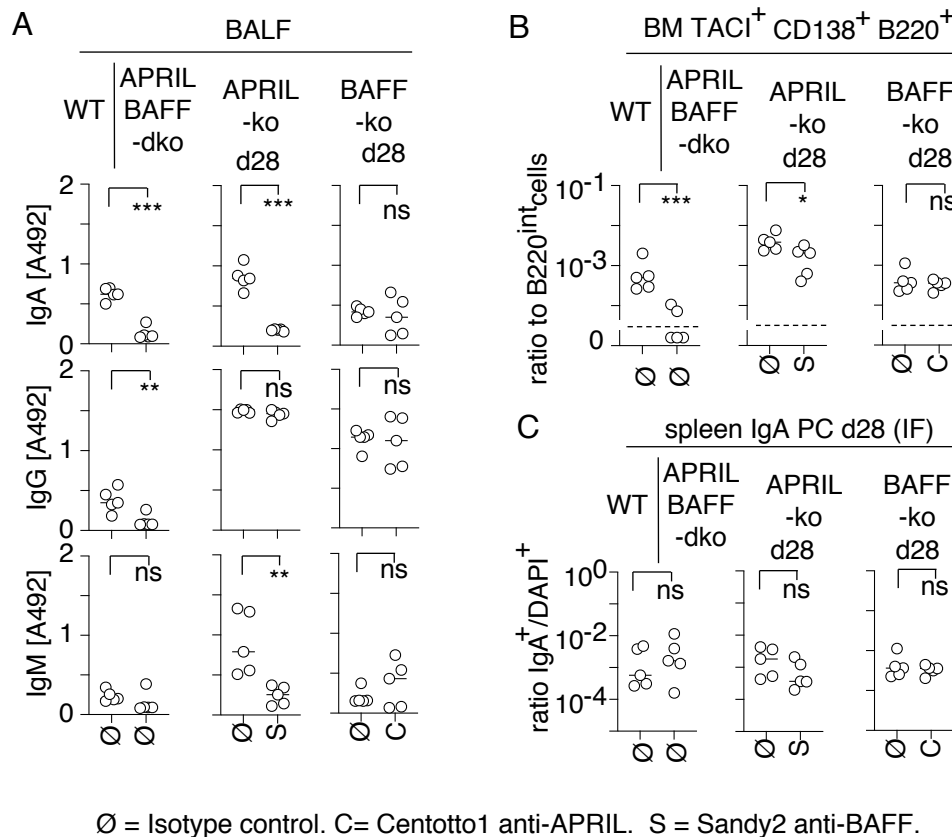 A
BALF
WT
APRIL
BAFF
-dko
APRIL
-ko
d28
BAFF
-ko
d28
IgA [A492]
2
1
0
***
***
ns
IgG [A492]
2
1
0
**
ns
ns
IgM [A492]
2
1
0
ns
**
ns
Ø Ø Ø S Ø C
B
BM TACI+ CD138+ B220+
WT
APRIL
BAFF
-dko
APRIL
-ko
d28
BAFF
-ko
d28
ratio to B220int cells
10-1
10-3
0
***
*
ns
Ø Ø Ø S Ø C
C
spleen IgA PC d28 (IF)
WT
APRIL
BAFF
-dko
APRIL
-ko
d28
BAFF
-ko
d28
ratio IgA+/DAPI+
100
10-2
10-4
ns
ns
ns
Ø Ø Ø S Ø C
Ø = Isotype control. C= Centotto1 anti-APRIL. S = Sandy2 anti-BAFF.